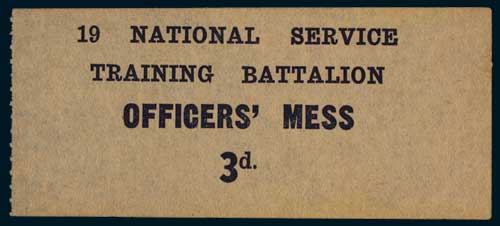 19 NATIONAL SERVICE
TRAINING BATTALION
OFFICERS' MESS
3d.